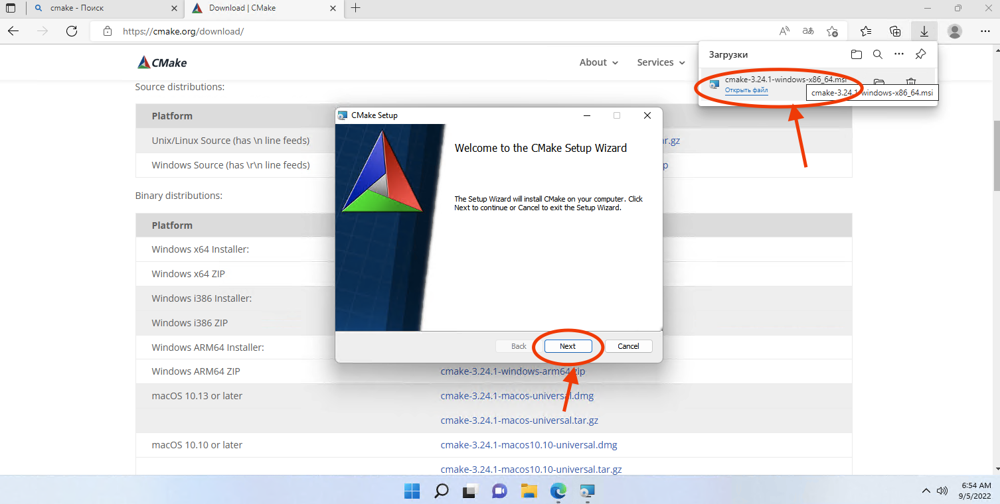 cmake - Поиск
Download | CMake
https://cmake.org/download/
CMake
About
Services
Загрузки
cmake-3.24.1-windows-x86_64.msi
Открыть файл
cmake-3.24.1-windows-x86_64.msi
Source distributions:
Platform
Unix/Linux Source (has \n line feeds)
r.gz
Windows Source (has \r\n line feeds)
p
Binary distributions:
Platform
Windows x64 Installer:
Windows x64 ZIP
Windows i386 Installer:
Windows i386 ZIP
Windows ARM64 Installer:
Windows ARM64 ZIP
cmake-3.24.1-windows-arm64.zip
macOS 10.13 or later
cmake-3.24.1-macos-universal.dmg
cmake-3.24.1-macos-universal.tar.gz
macOS 10.10 or later
cmake-3.24.1-macos10.10-universal.dmg
cmake-3.24.1-macos10.10-universal.tar.gz
CMake Setup
Welcome to the CMake Setup Wizard
The Setup Wizard will install CMake on your computer. Click
Next to continue or Cancel to exit the Setup Wizard.
Back
Next
Cancel
6:54 AM
9/5/2022